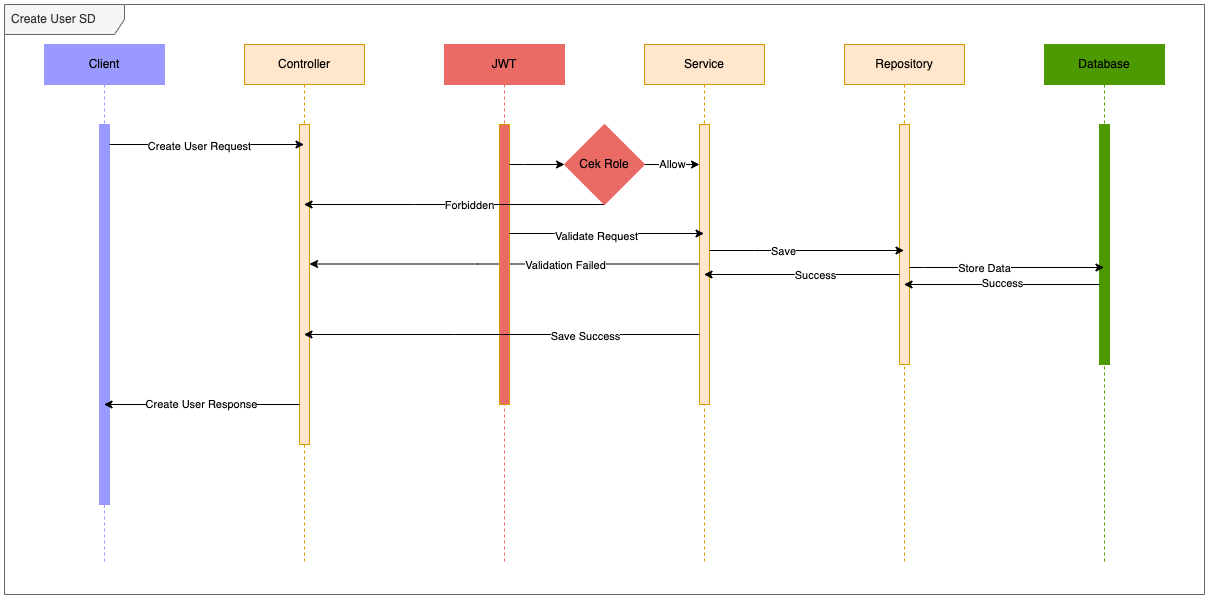 Create User SD
Client
Controller
JWT
Service
Repository
Database
Create User Request
Cek Role
Allow
Forbidden
Validate Request
Save
Validation Failed
Store Data
Success
Success
Save Success
Create User Response